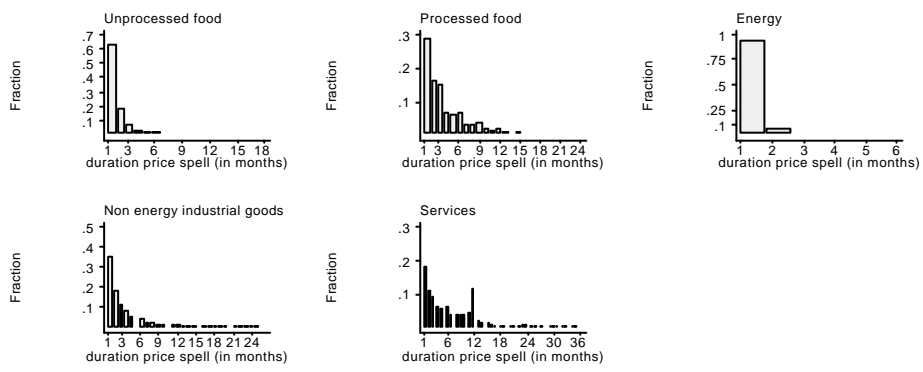 Unprocessed food
.7
.6
.5
.4
.3
.2
.1
Fraction
1 3 6 9 12 15 18
duration price spell (in months)
Processed food
.3
.2
.1
Fraction
1 3 6 9 12 15 18 21 24
duration price spell (in months)
Energy
1
.75
.5
.25
.1
Fraction
1 2 3 4 5 6
duration price spell (in months)
Non energy industrial goods
.5
.4
.3
.2
.1
Fraction
1 3 6 9 12 15 18 21 24
duration price spell (in months)
Services
.3
.2
.1
Fraction
1 6 12 18 24 30 36
duration price spell (in months)